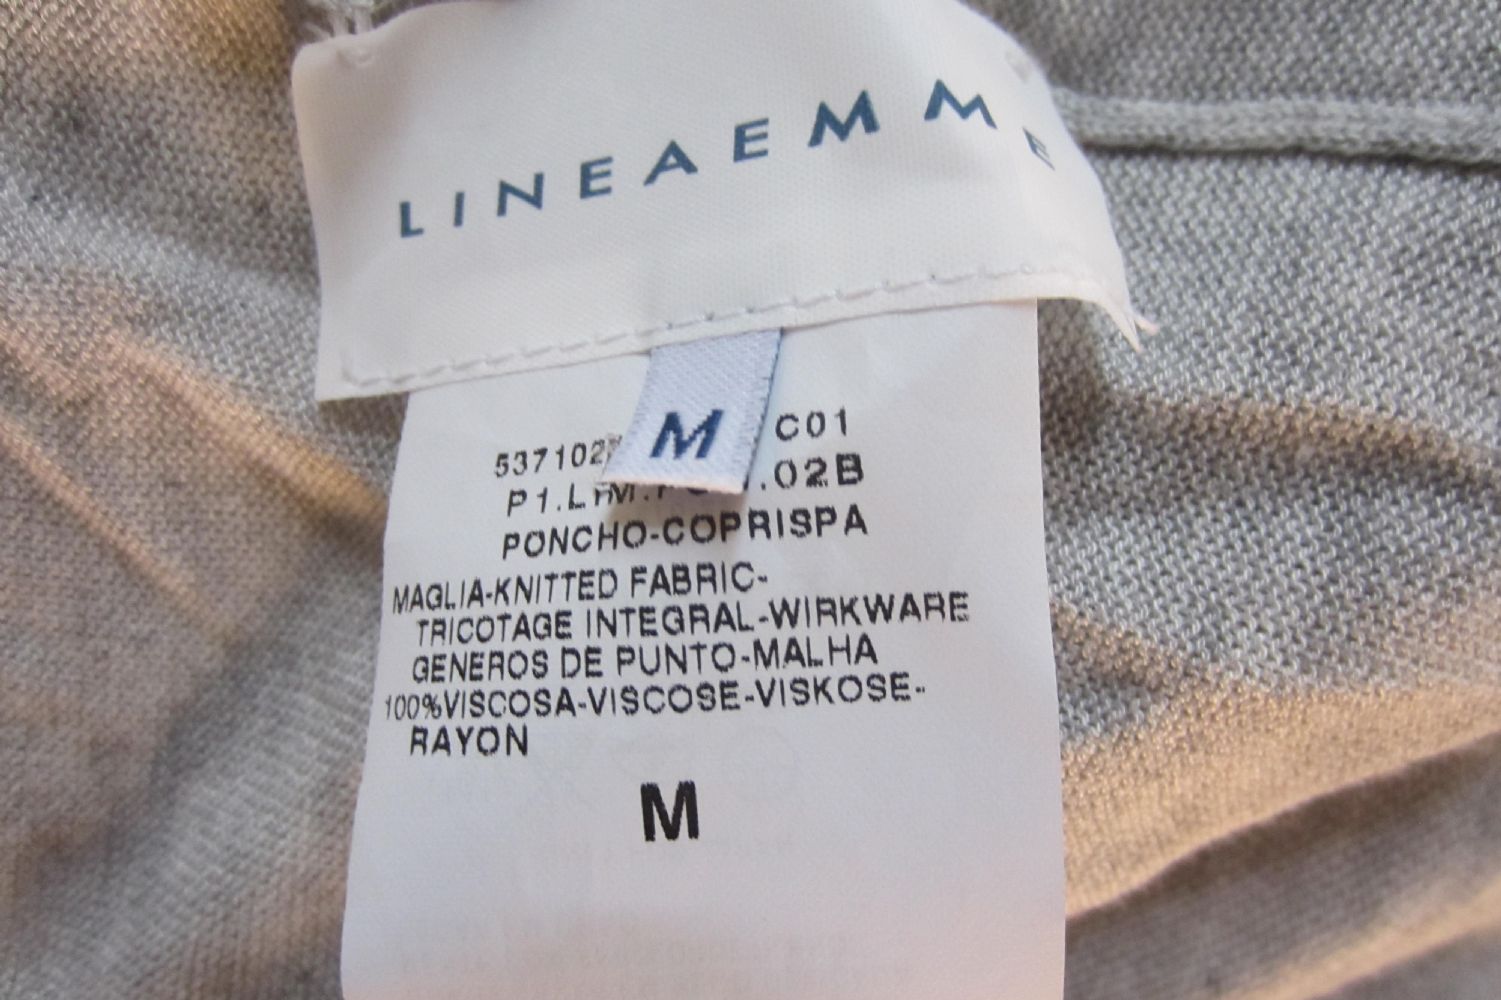 LINEAEMME
M
537102 C01
.02B
PONCHO-COPRISPA
MAGLIA-KNITTED FABRIC-
TRICOTAGE INTEGRAL-WIRKWARE
GENEROS DE PUNTO-MALHA
100%VISCOSA-VISCOSE-VISKOSE-
RAYON
M